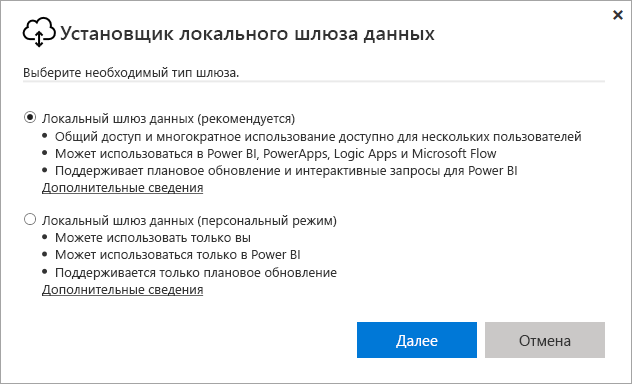 Установщик локального шлюза данных
Выберите необходимый тип шлюза.
Локальный шлюз данных (рекомендуется)
• Общий доступ и многократное использование доступно для нескольких пользователей
• Может использоваться в Power BI, PowerApps, Logic Apps и Microsoft Flow
• Поддерживает плановое обновление и интерактивные запросы для Power BI
Дополнительные сведения
Локальный шлюз данных (персональный режим)
• Можете использовать только вы
• Может использоваться только в Power BI
• Поддерживается только плановое обновление
Дополнительные сведения
Далее
Отмена